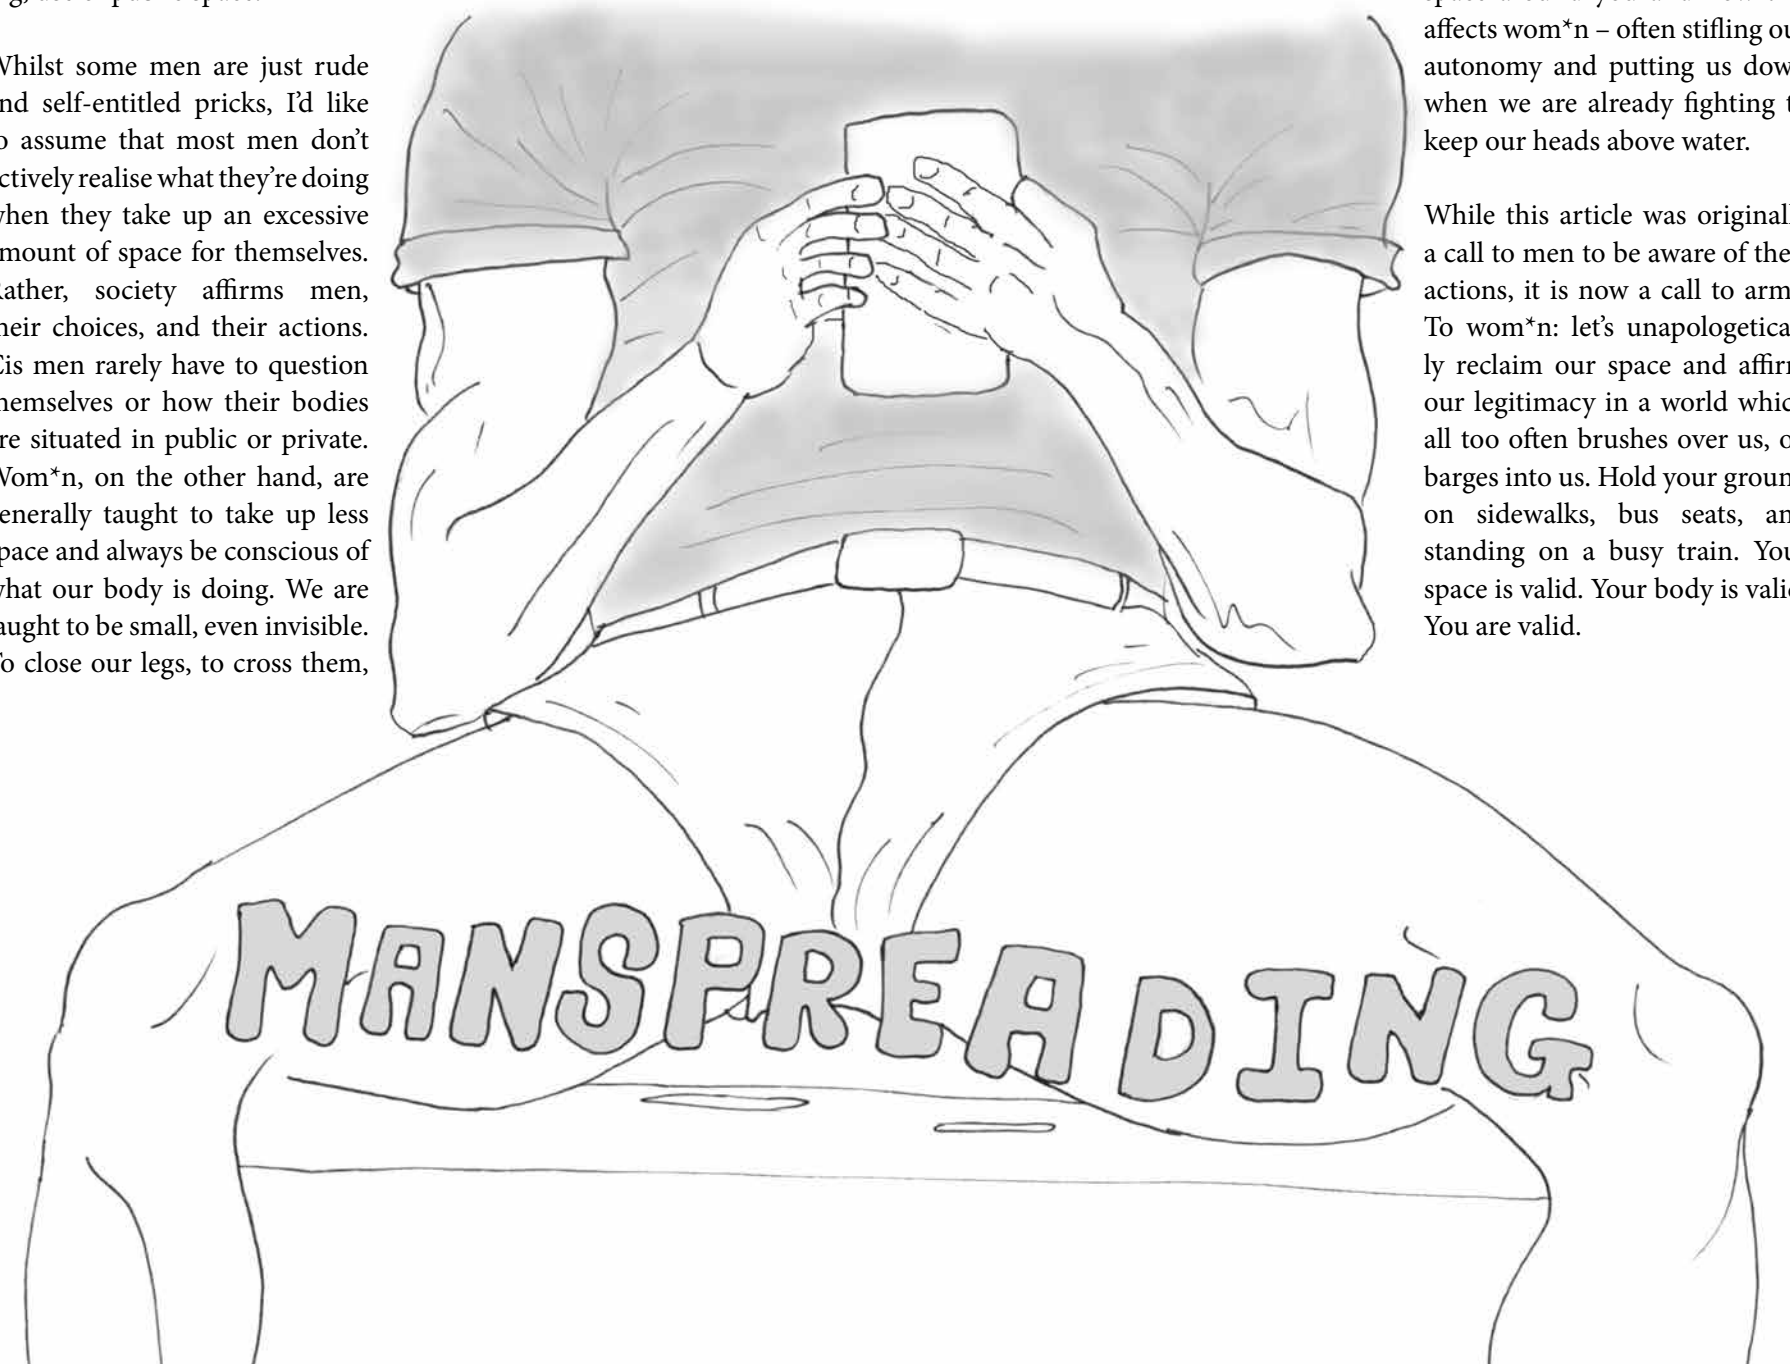 Whilst some men are just rude
nd self-entitled pricks, I'd like
o assume that most men don't
ctively realise what they're doing
when they take up an excessive
mount of space for themselves.
Rather, society affirms men,
heir choices, and their actions.
Cis men rarely have to question
hemselves or how their bodies
re situated in public or private.
Wom*n, on the other hand, are
enerally taught to take up less
pace and always be conscious of
what our body is doing. We are
aught to be small, even invisible.
To close our legs, to cross them,
affects wom*n – often stifling ou
autonomy and putting us dow
when we are already fighting t
keep our heads above water.
While this article was originall
a call to men to be aware of the
actions, it is now a call to arm
To wom*n: let's unapologetica
ly reclaim our space and affir
our legitimacy in a world whic
all too often brushes over us, o
barges into us. Hold your groun
on sidewalks, bus seats, an
standing on a busy train. You
space is valid. Your body is valid
You are valid.
MANSPREADING